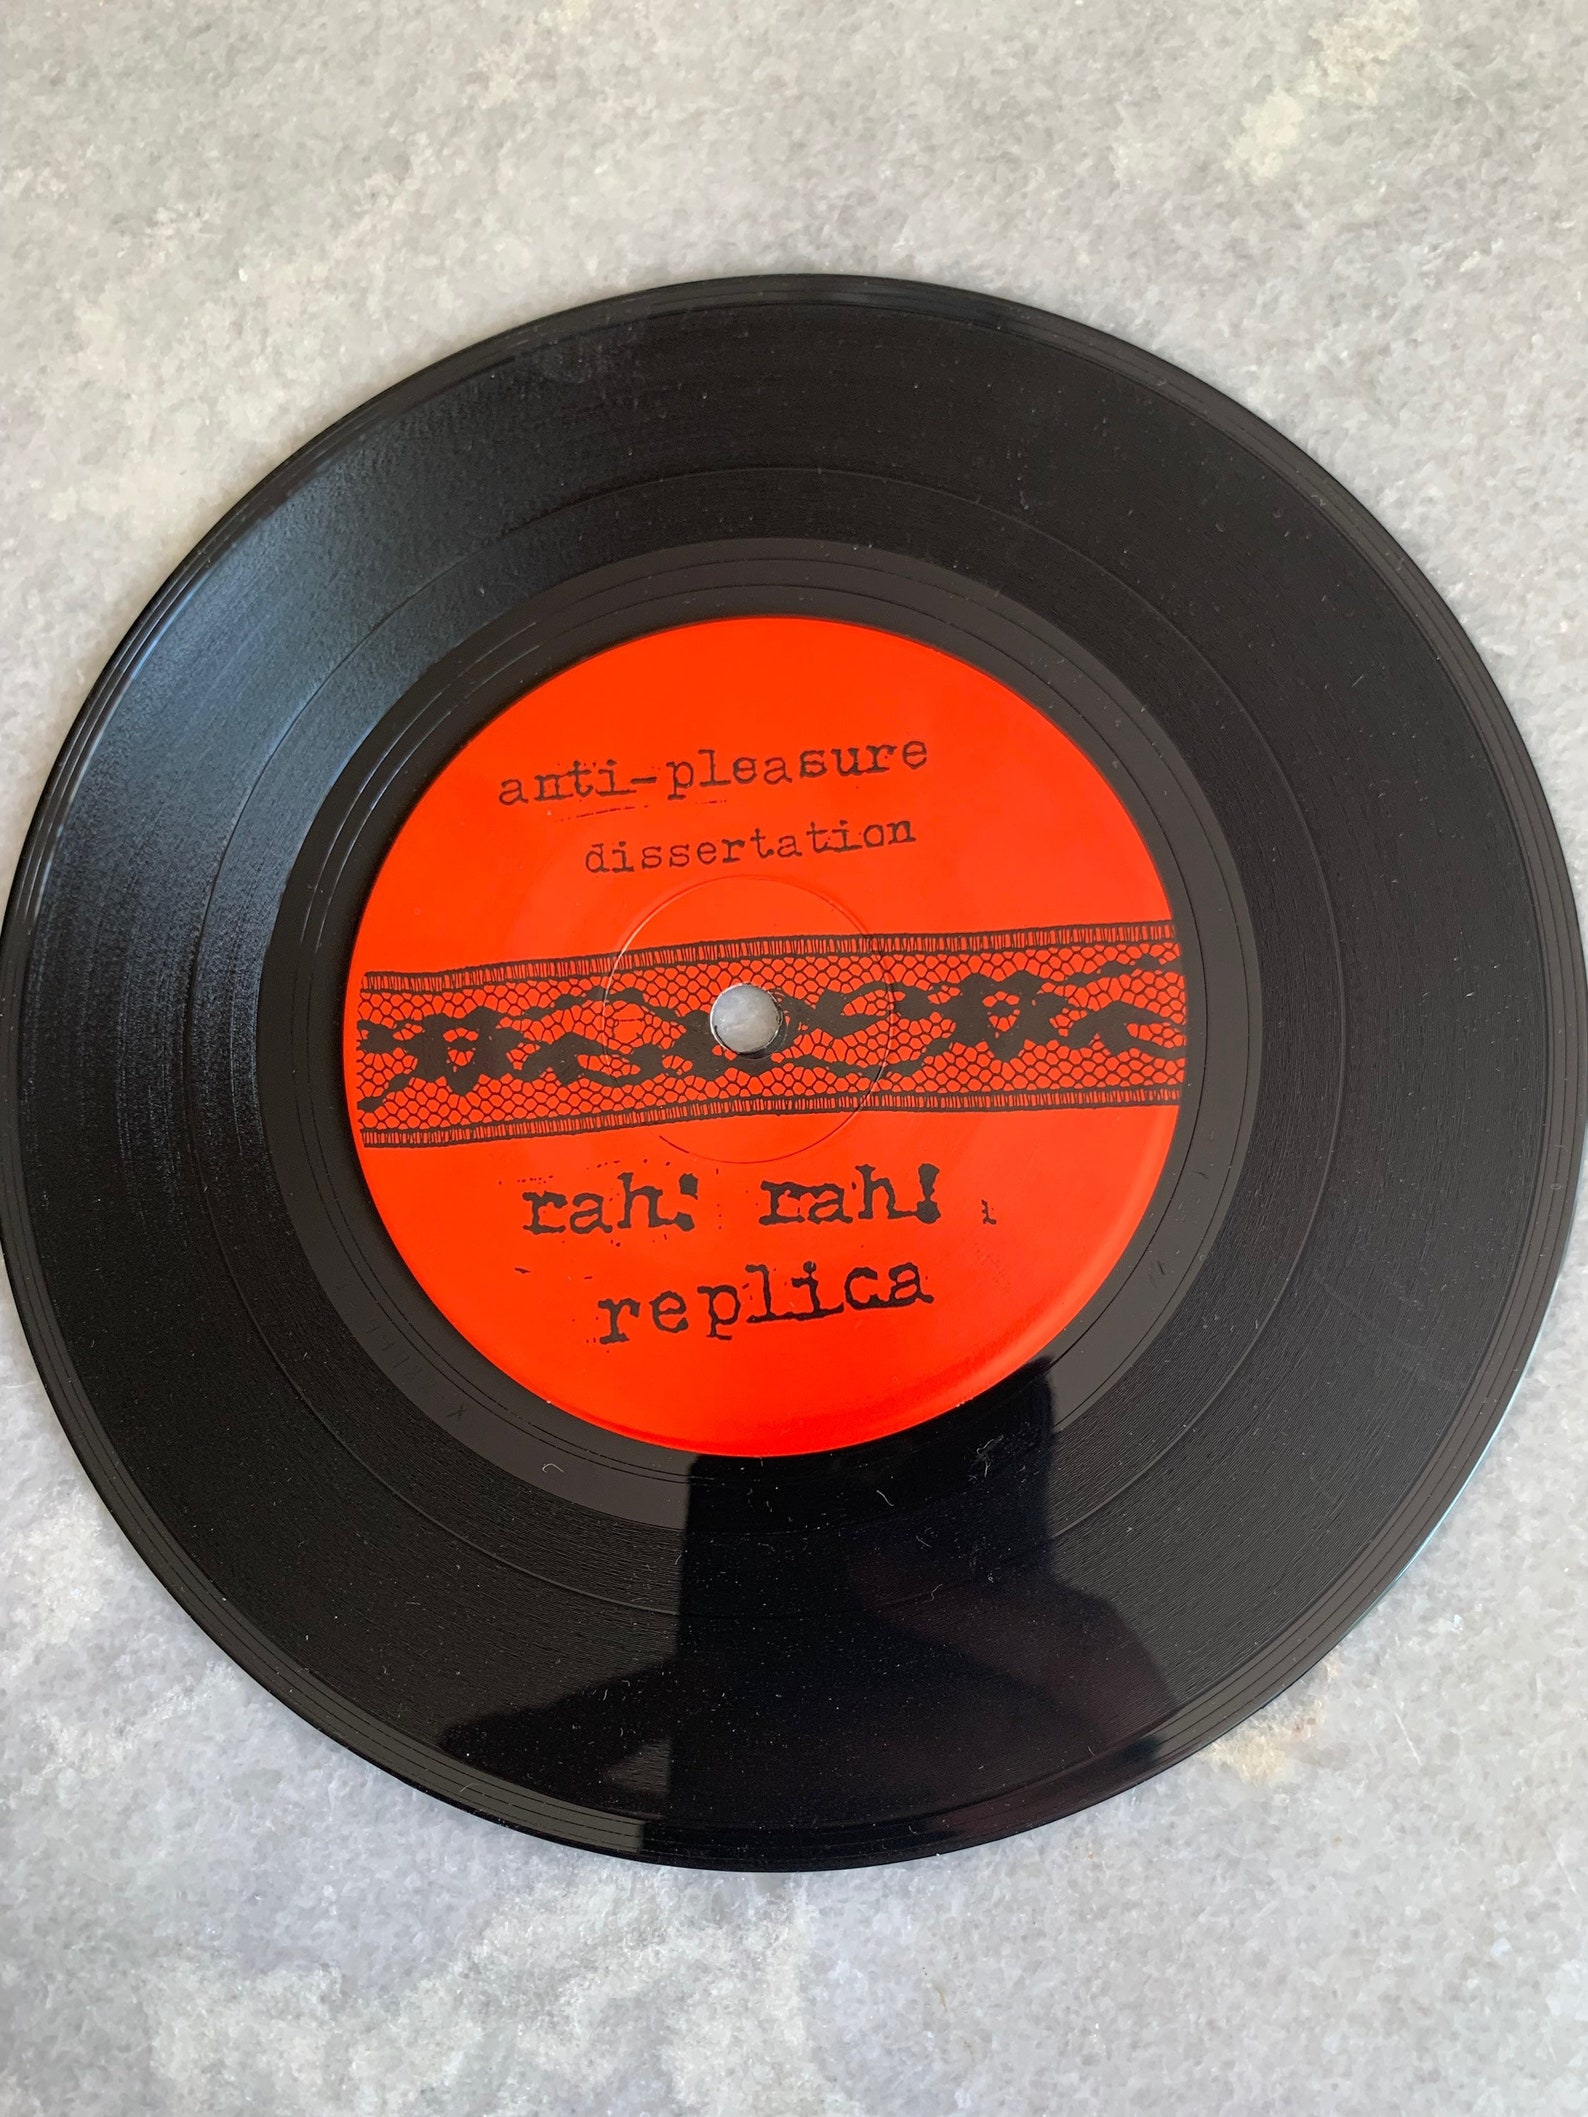 anti-pleasure
dissertation
rah! rah!
replica